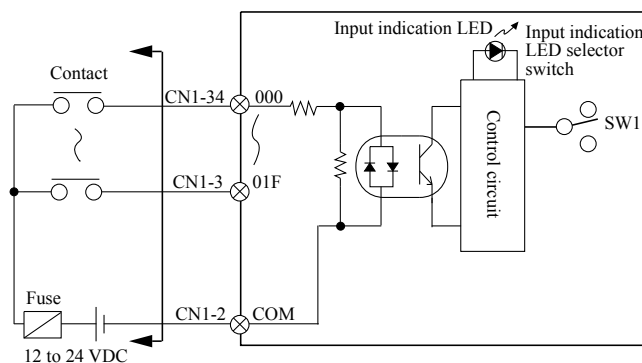 Input indication LED
Input indication
LED selector
switch
Contact
CN1-34
000
SW1
Control circuit
CN1-3
01F
Fuse
CN1-2
COM
12 to 24 VDC